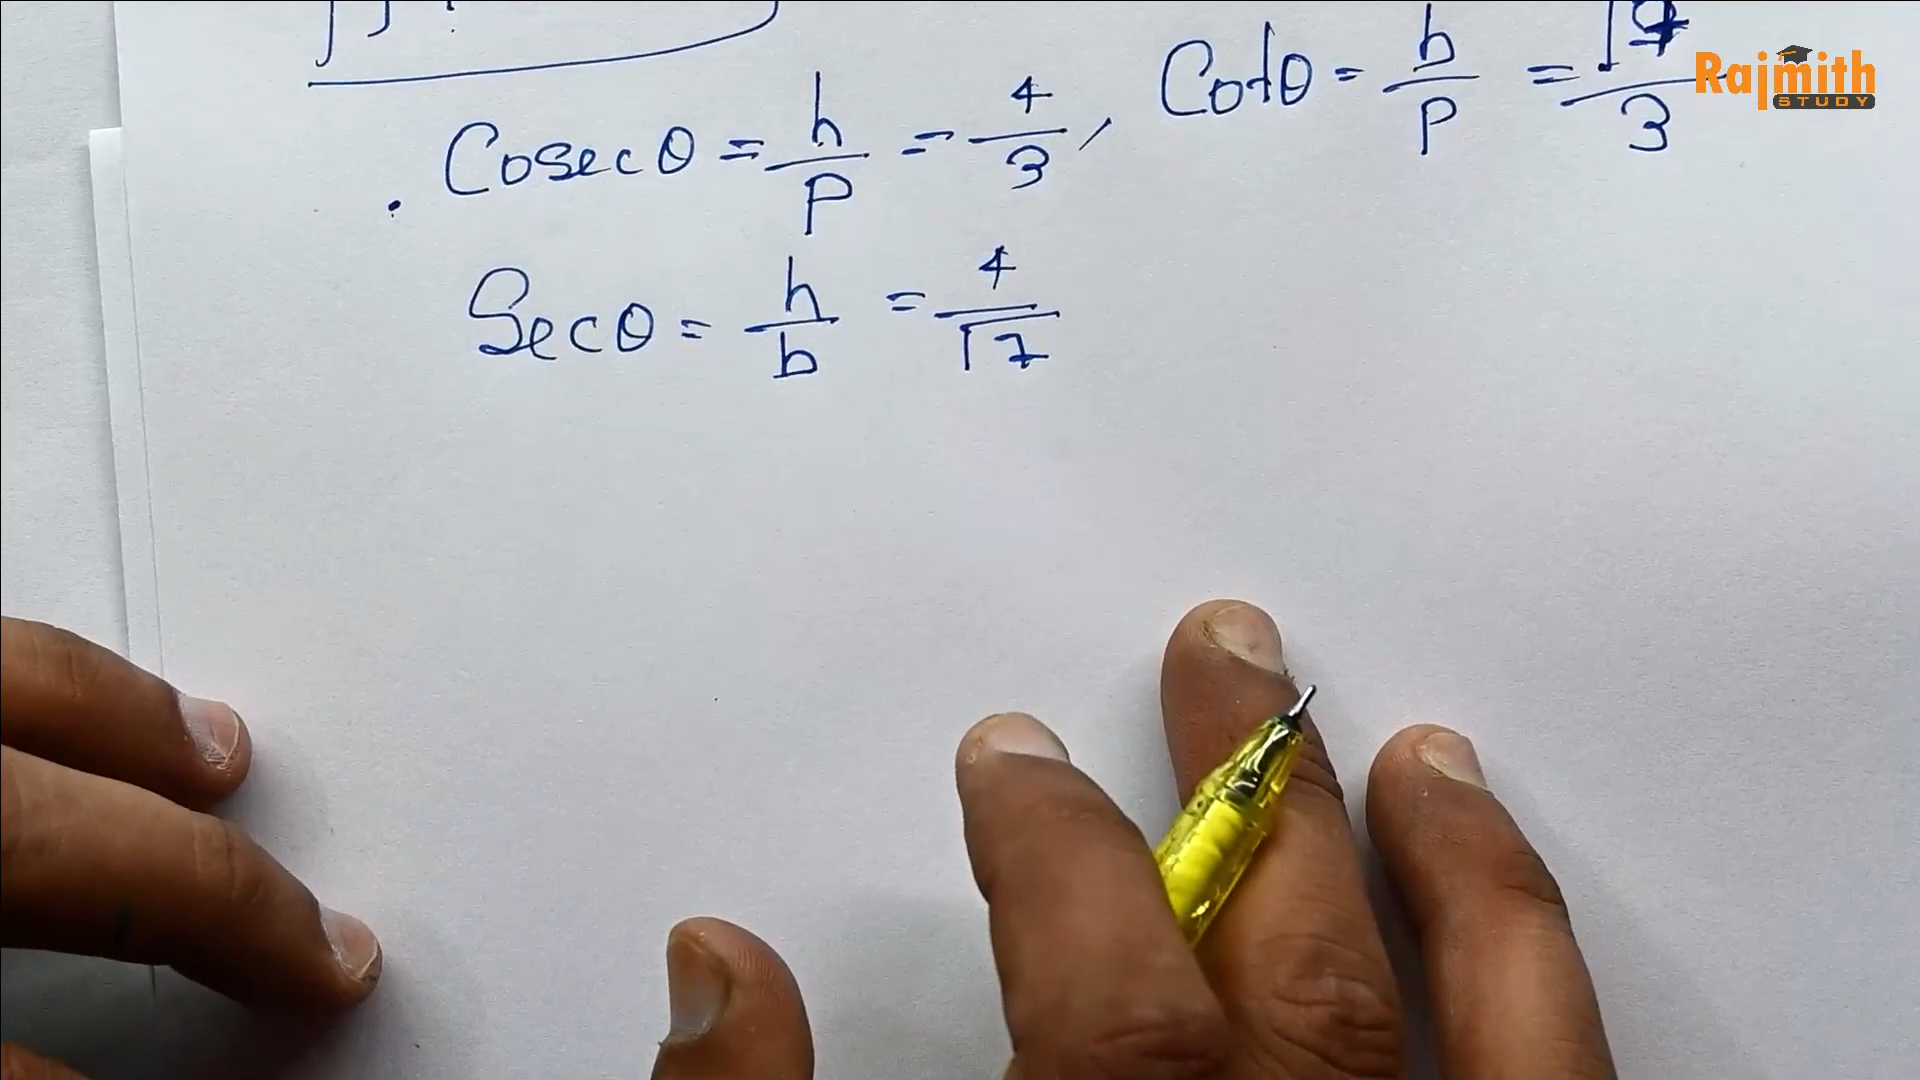 Cosecθ = h/P = 4/3, Cotθ = b/P = √7/3
Secθ = h/b = 4/√7
Rajmith
STUDY